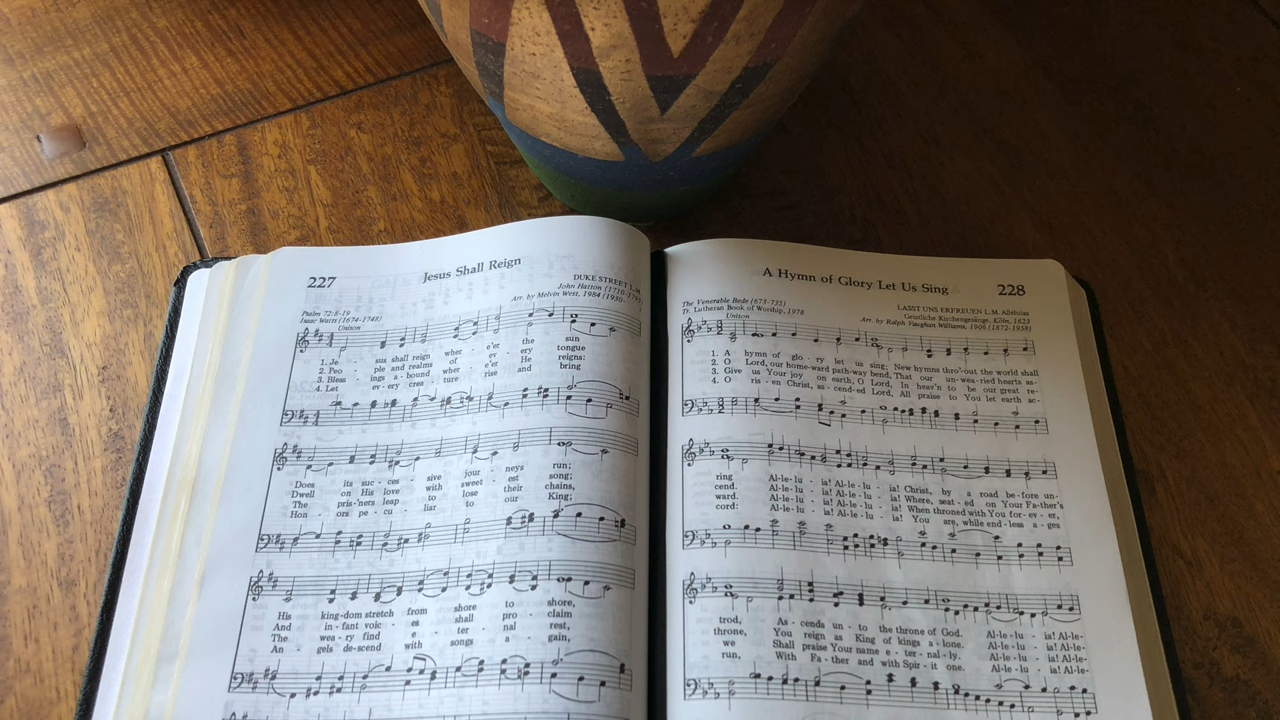 227
Jesus Shall Reign
DUKE STREET L.M.
John Hatton (1710-1793)
Arr. by Melvin West, 1984 (1930-
Psalm 72:8-19
Isaac Watts (1674-1748)
Unison
1. Je - sus shall reign wher - e'er the sun
2. Peo - ple and realms of ev - ery tongue
3. Bless - ings a - bound wher - e'er He reigns:
4. Let ev - ery crea - ture rise and bring
Does its suc - ces - sive jour - neys run;
Dwell on His love with sweet - est song;
The pris-'ners leap to lose their chains,
Hon - ors pe - cu - liar to our King;
His king-dom stretch from shore to shore,
And in - fant voic - es shall pro - claim
The wea - ry find e - ter - nal rest,
An - gels de-scend with songs a - gain,
A Hymn of Glory Let Us Sing
228
The Venerable Bede (673-735)
Tr. Lutheran Book of Worship, 1978
Unison
LASST UNS ERFREUEN L.M. Alleluias
Geistliche Kirchengesänge, Köln, 1623
Arr. by Ralph Vaughan Williams, 1906 (1872-1958)
1. A hymn of glo - ry let us sing; New hymns thro'-out the world shall
2. O Lord, our home-ward path-way bend, That our un-wea-ried hearts as-
3. Give us Your joy on earth, O Lord, In heav'n to be our great re-
4. O ris - en Christ, as - cend-ed Lord, All praise to You let earth ac-
ring Al-le-lu - ia! Al-le-lu - ia! Christ, by a road be-fore un-
cend. Al-le-lu - ia! Al-le-lu - ia! Where, seat-ed on Your Fa-ther's
ward. Al-le-lu - ia! Al-le-lu - ia! When throned with You for-ev-er,
cord: Al-le-lu - ia! Al-le-lu - ia! You are, while end-less a-ges
trod, As - cends un - to the throne of God. Al-le-lu - ia! Al-le-
throne, You reign as King of kings a-lone. Al-le-lu - ia! Al-le-
we Shall praise Your name e - ter - nal-ly. Al-le-lu - ia! Al-le-
run, With Fa - ther and with Spir - it one. Al-le-lu - ia! Al-le-